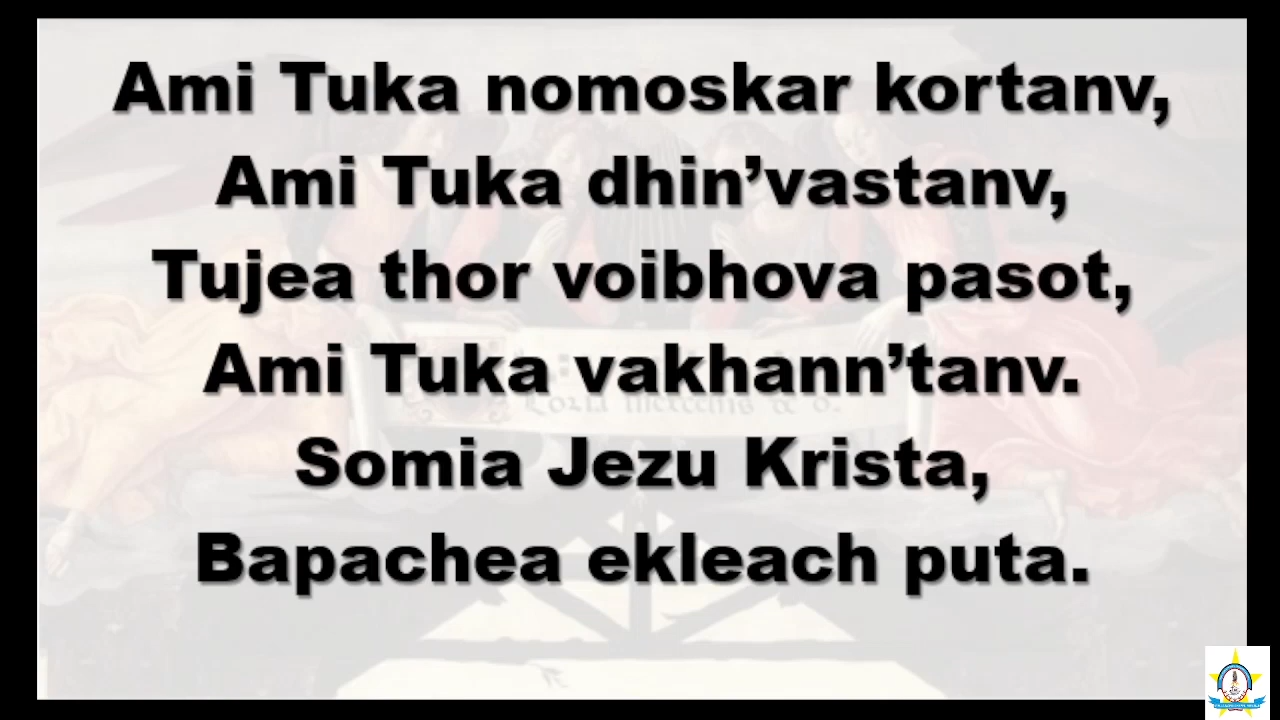 Ami Tuka nomoskar kortanv,
Ami Tuka dhin’vastanv,
Tujea thor voibhova pasot,
Ami Tuka vakhann’tanv.
Somia Jezu Krista,
Bapachea ekleach puta.